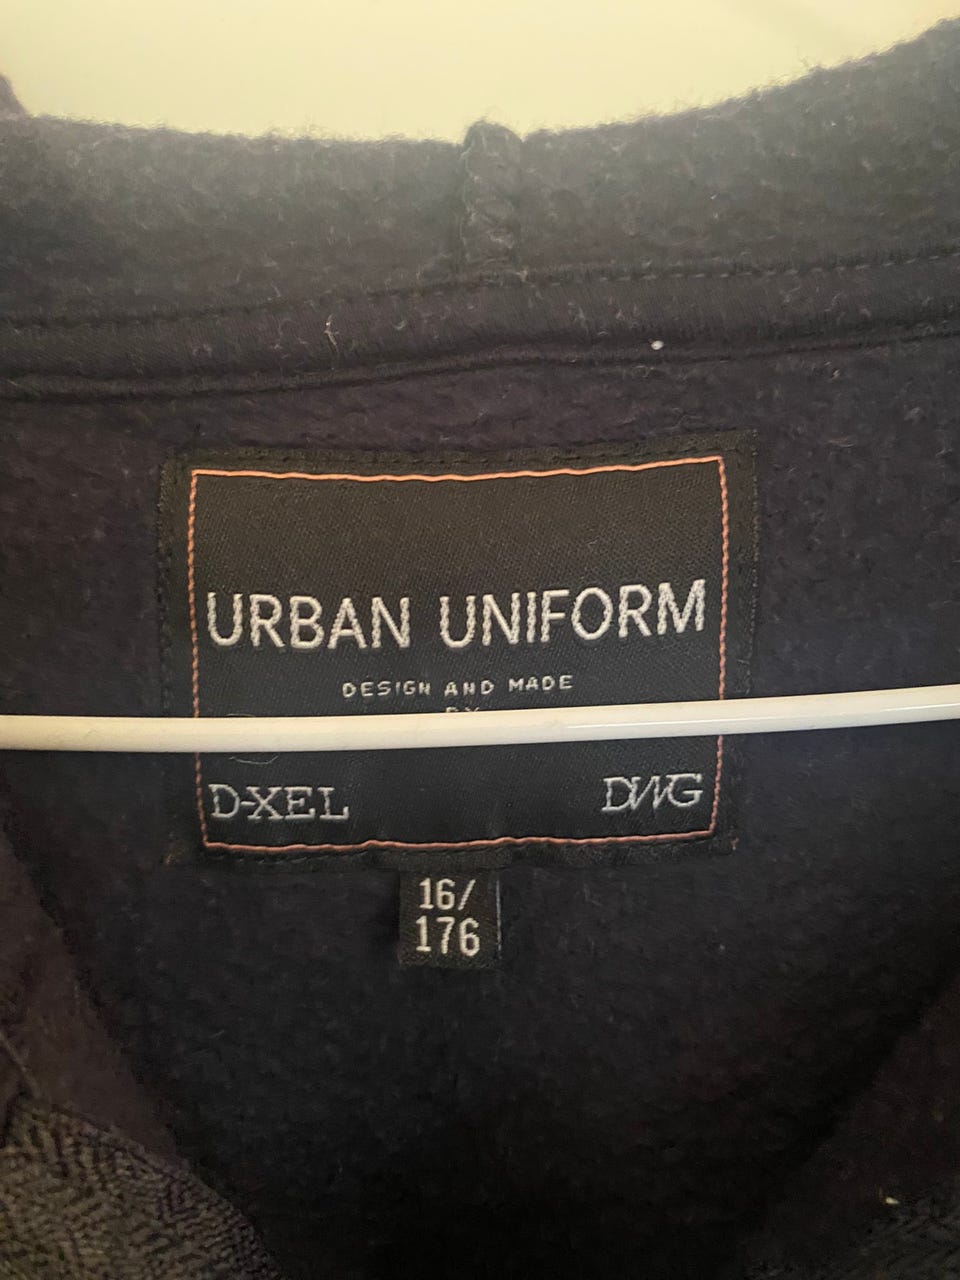 URBAN UNIFORM
DESIGN AND MADE
D-XEL DWG
16/
176